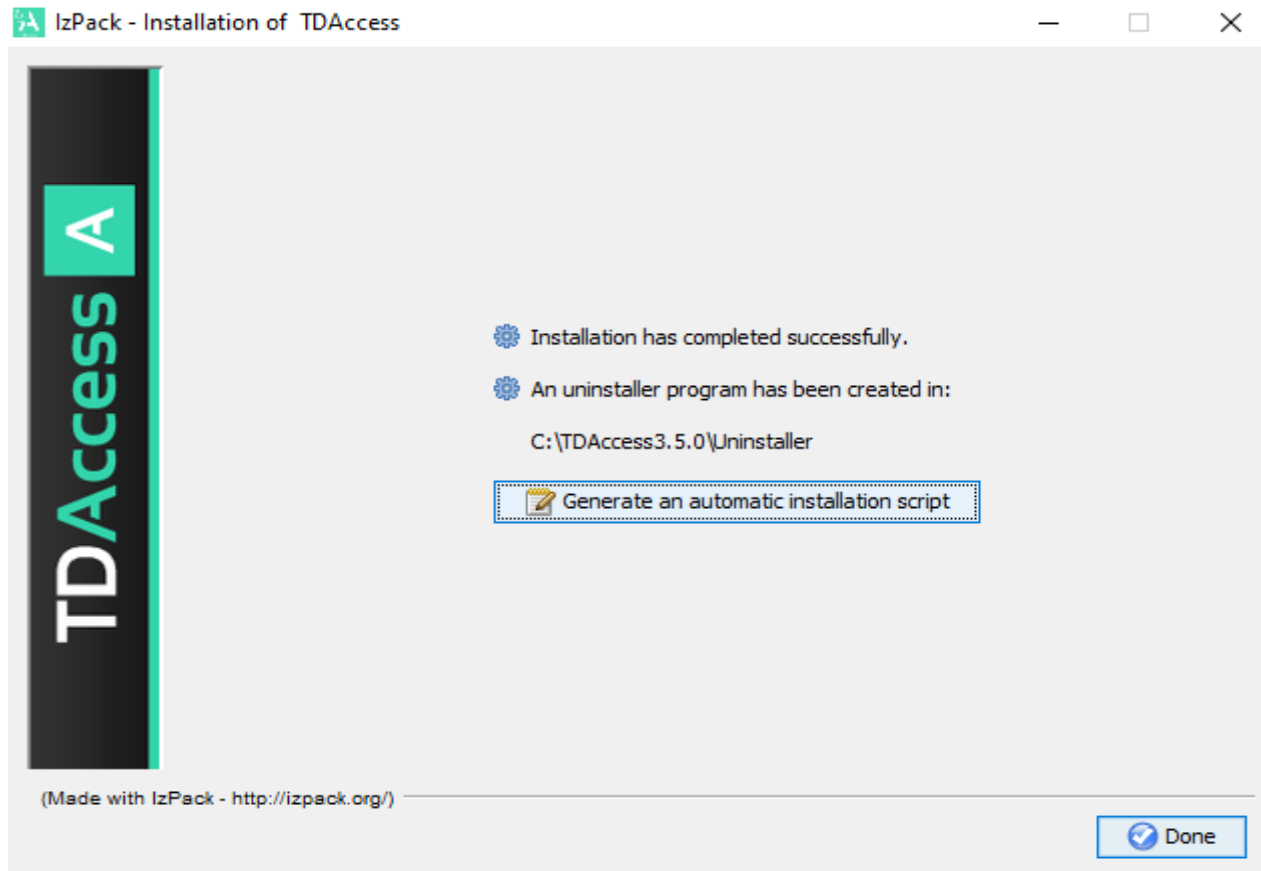 IzPack - Installation of TDAccess
TDAccess A
Installation has completed successfully.
An uninstaller program has been created in:
C:\TDAccess3.5.0\Uninstaller
Generate an automatic installation script
(Made with IzPack - http://izpack.org/)
Done